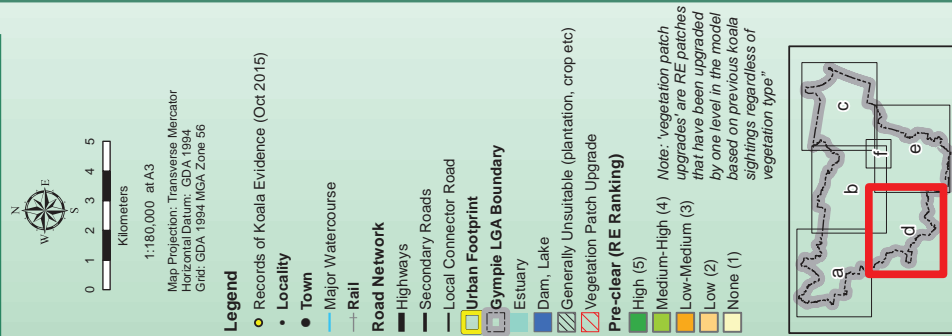 N
W E
S
0 1 2 3 4 5
Kilometers
1:180,000 at A3
Map Projection: Transverse Mercator
Horizontal Datum: GDA 1994
Grid: GDA 1994 MGA Zone 56
Legend
Records of Koala Evidence (Oct 2015)
Locality
Town
Major Watercourse
Rail
Road Network
Highways
Secondary Roads
Local Connector Road
Urban Footprint
Gympie LGA Boundary
Estuary
Dam, Lake
Generally Unsuitable (plantation, crop etc)
Vegetation Patch Upgrade
Pre-clear (RE Ranking)
High (5)
Medium-High (4)
Low-Medium (3)
Low (2)
None (1)
Note: 'vegetation patch
upgrades' are RE patches
that have been upgraded
by one level in the model
based on previous koala
sightings regardless of
vegetation type"
a
b
c
d
e
f